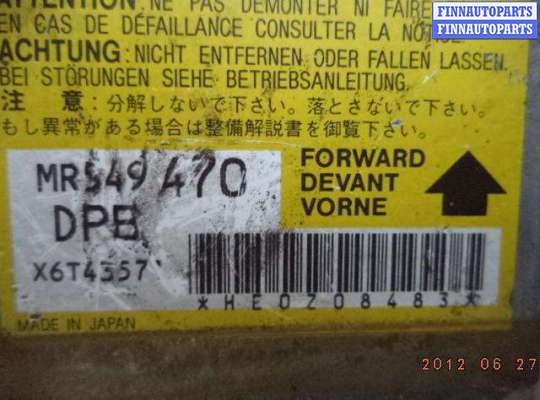 ATTENTION: NE PAS DEMONTER NI FAIRE
EN CAS DE DÉFAILLANCE CONSULTER LA NOTICE
ACHTUNG: NICHT ENTFERNEN, ODER FALLEN LASSEN.
BEI STÖRUNGEN SIEHE BETRIEBSANLEITUNG.
注 意:分解しないで下さい。落とさないで下さい。
もし異常がある場合は整備解説書を御覧下さい。
MR549470
DPB
X6T43571
FORWARD
DEVANT
VORNE
*HE0Z08483*
MADE IN JAPAN
2012 06 27
FINNAUTOPARTS
FINNAUTOPARTS